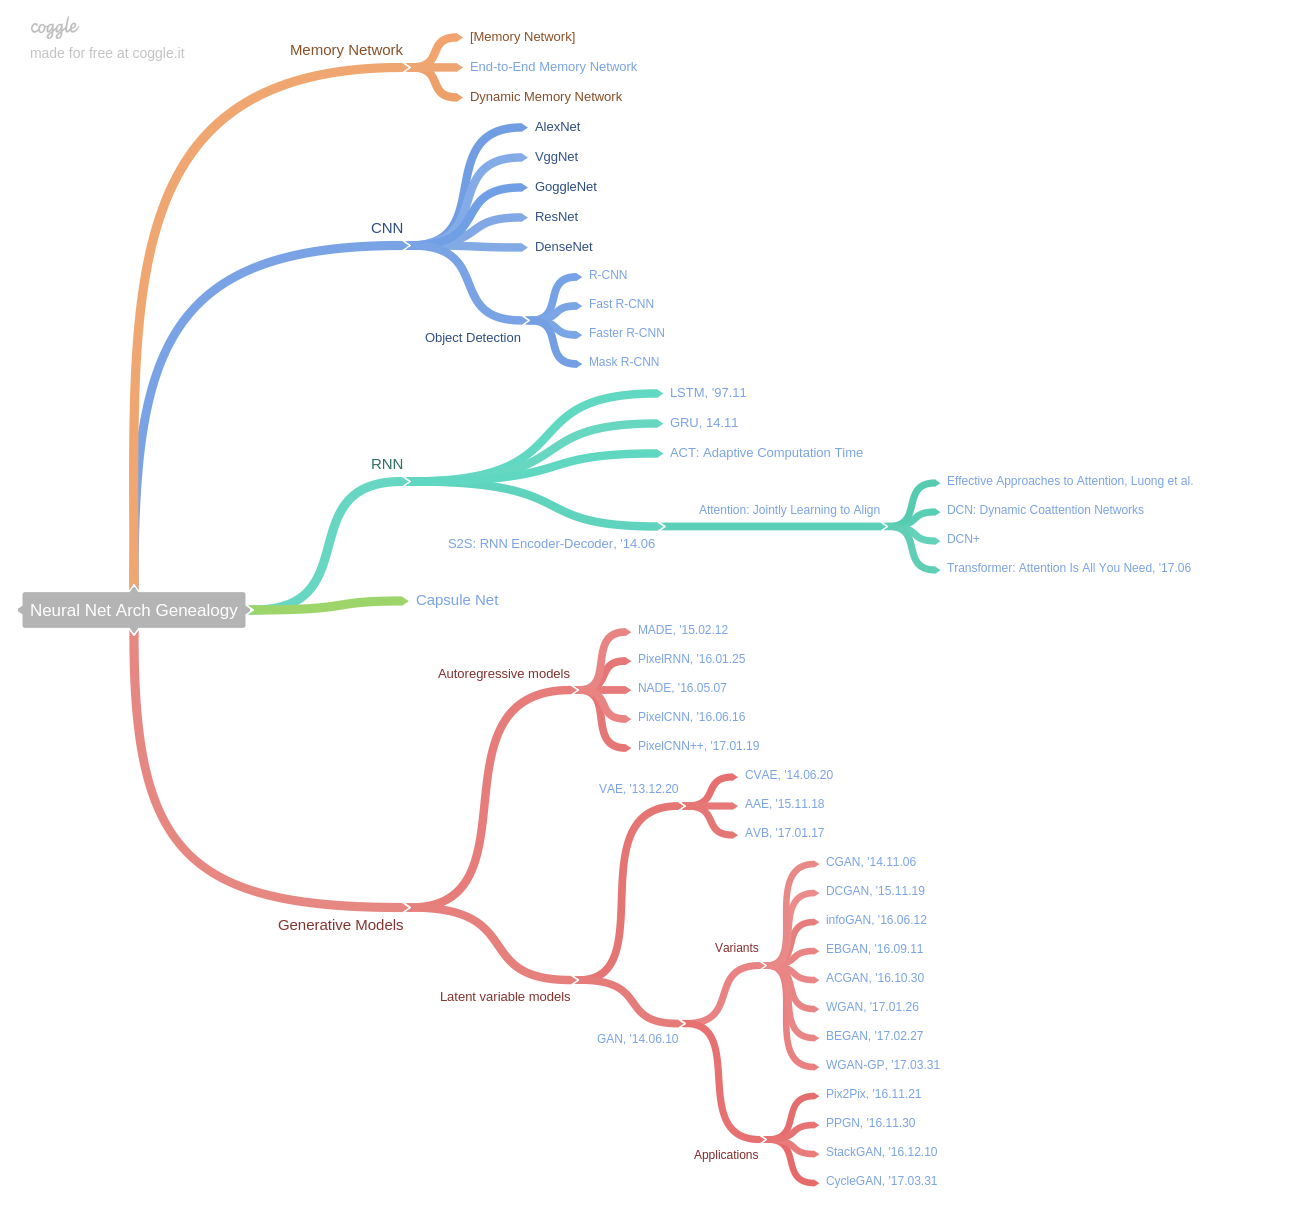 coggle
made for free at coggle.it
Memory Network
[Memory Network]
End-to-End Memory Network
Dynamic Memory Network
CNN
AlexNet
VggNet
GoggleNet
ResNet
DenseNet
Object Detection
R-CNN
Fast R-CNN
Faster R-CNN
Mask R-CNN
RNN
LSTM, '97.11
GRU, 14.11
ACT: Adaptive Computation Time
S2S: RNN Encoder-Decoder, '14.06
Attention: Jointly Learning to Align
Effective Approaches to Attention, Luong et al.
DCN: Dynamic Coattention Networks
DCN+
Transformer: Attention Is All You Need, '17.06
Neural Net Arch Genealogy
Capsule Net
Generative Models
Autoregressive models
MADE, '15.02.12
PixelRNN, '16.01.25
NADE, '16.05.07
PixelCNN, '16.06.16
PixelCNN++, '17.01.19
Latent variable models
VAE, '13.12.20
CVAE, '14.06.20
AAE, '15.11.18
AVB, '17.01.17
GAN, '14.06.10
Variants
CGAN, '14.11.06
DCGAN, '15.11.19
infoGAN, '16.06.12
EBGAN, '16.09.11
ACGAN, '16.10.30
WGAN, '17.01.26
BEGAN, '17.02.27
WGAN-GP, '17.03.31
Applications
Pix2Pix, '16.11.21
PPGN, '16.11.30
StackGAN, '16.12.10
CycleGAN, '17.03.31